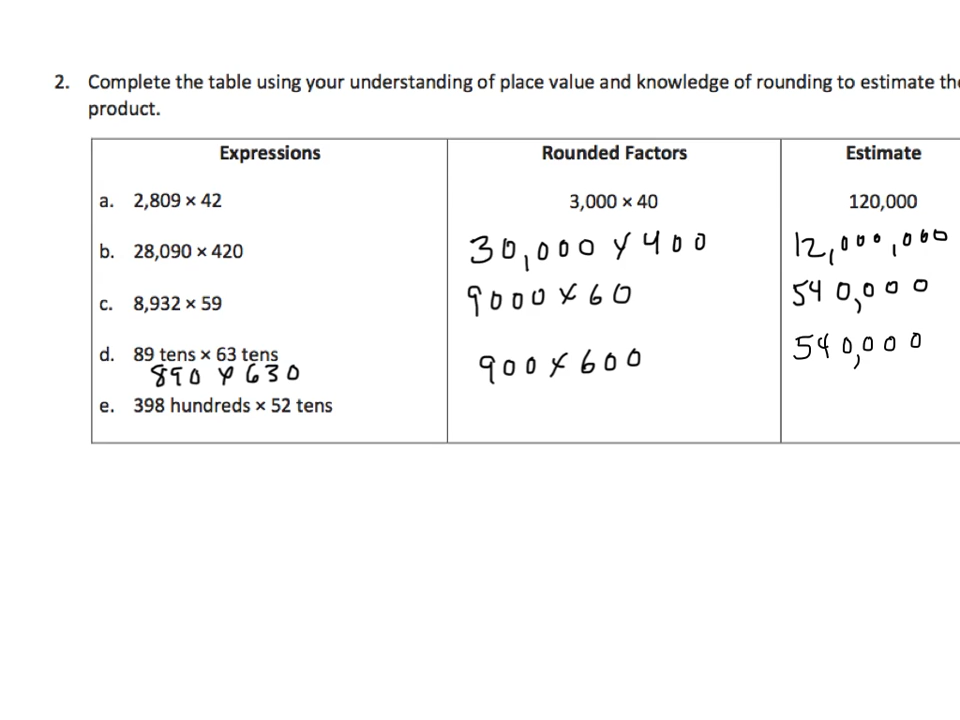 2. Complete the table using your understanding of place value and knowledge of rounding to estimate the
product.
Expressions Rounded Factors Estimate
a. 2,809 × 42 3,000 × 40 120,000
b. 28,090 × 420 30,000 × 400 12,000,000
c. 8,932 × 59 9000 × 60 540,000
d. 89 tens × 63 tens 900 × 600 540,000
890 × 630
e. 398 hundreds × 52 tens